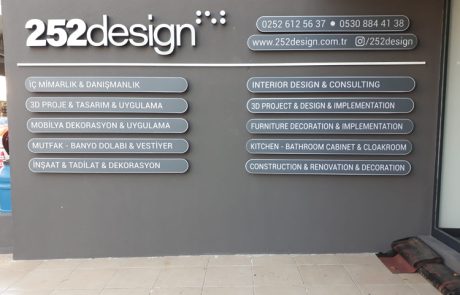 252design
0252 612 56 37 • 0530 884 41 38
www.252design.com.tr /252design
İÇ MİMARLIK & DANIŞMANLIK
3D PROJE & TASARIM & UYGULAMA
MOBİLYA DEKORASYON & UYGULAMA
MUTFAK - BANYO DOLABI & VESTİYER
İNŞAAT & TADİLAT & DEKORASYON
INTERIOR DESIGN & CONSULTING
3D PROJECT & DESIGN & IMPLEMENTATION
FURNITURE DECORATION & IMPLEMENTATION
KITCHEN - BATHROOM CABINET & CLOAKROOM
CONSTRUCTION & RENOVATION & DECORATION